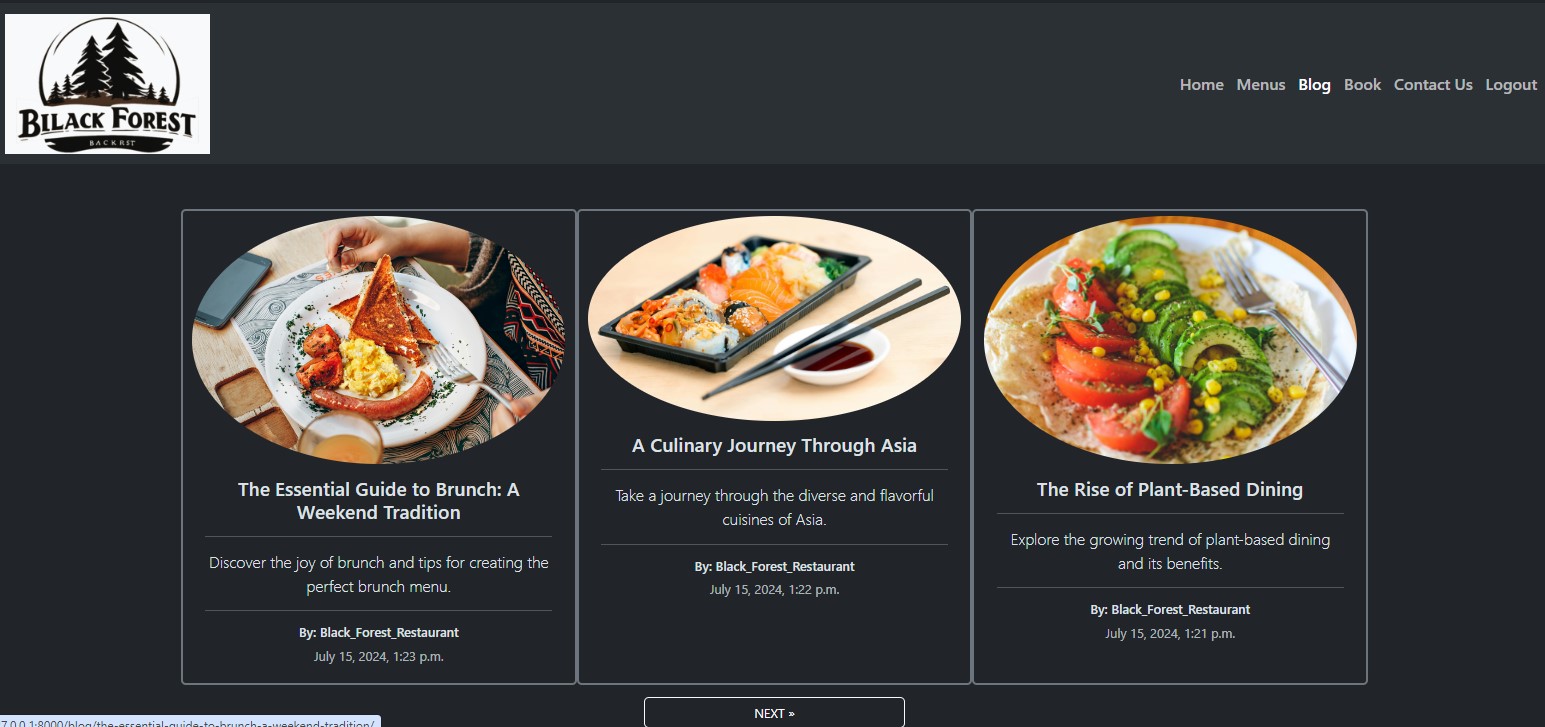 BILACK FOREST
BACKRST
Home Menus Blog Book Contact Us Logout
The Essential Guide to Brunch: A
Weekend Tradition
Discover the joy of brunch and tips for creating the
perfect brunch menu.
By: Black_Forest_Restaurant
July 15, 2024, 1:23 p.m.
A Culinary Journey Through Asia
Take a journey through the diverse and flavorful
cuisines of Asia.
By: Black_Forest_Restaurant
July 15, 2024, 1:22 p.m.
The Rise of Plant-Based Dining
Explore the growing trend of plant-based dining
and its benefits.
By: Black_Forest_Restaurant
July 15, 2024, 1:21 p.m.
NEXT »
7.0.0.1:8000/blog/the-essential-guide-to-brunch-a-weekend-tradition/